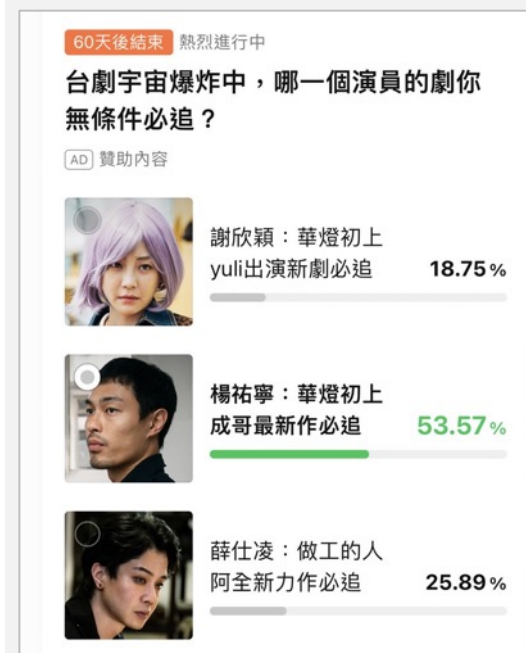 60天後結束 熱烈進行中
台劇宇宙爆炸中，哪一個演員的劇你
無條件必追？
AD 贊助內容
謝欣穎：華燈初上
yuli出演新劇必追 18.75%
楊祐寧：華燈初上
成哥最新作必追 53.57%
薛仕凌：做工的人
阿全新力作必追 25.89%